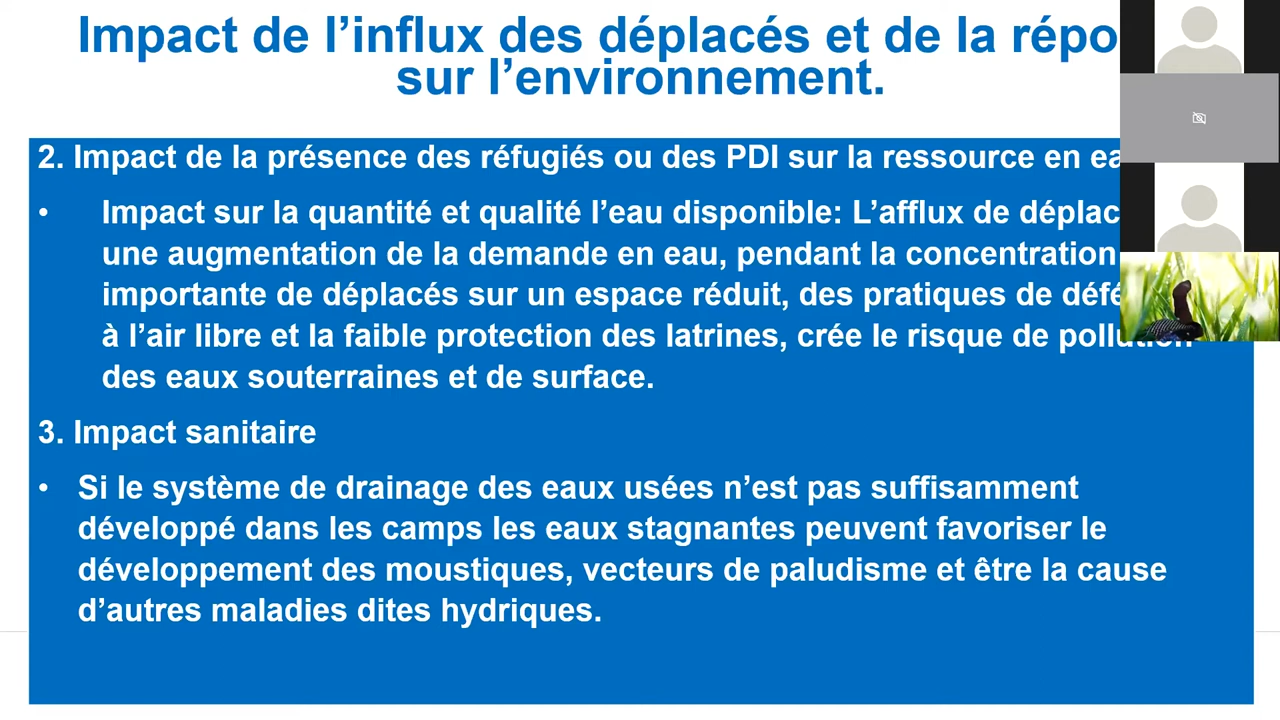 Impact de l’influx des déplacés et de la
sur l’environnement.
2. Impact de la présence des réfugiés ou des PDI sur la ressource en
• Impact sur la quantité et qualité l’eau disponible: L’afflux de
une augmentation de la demande en eau, pendant la concentration
importante de déplacés sur un espace réduit, des pratiques de
à l’air libre et la faible protection des latrines, crée le risque de pollution
des eaux souterraines et de surface.
3. Impact sanitaire
• Si le système de drainage des eaux usées n’est pas suffisamment
développé dans les camps les eaux stagnantes peuvent favoriser le
développement des moustiques, vecteurs de paludisme et être la cause
d’autres maladies dites hydriques.